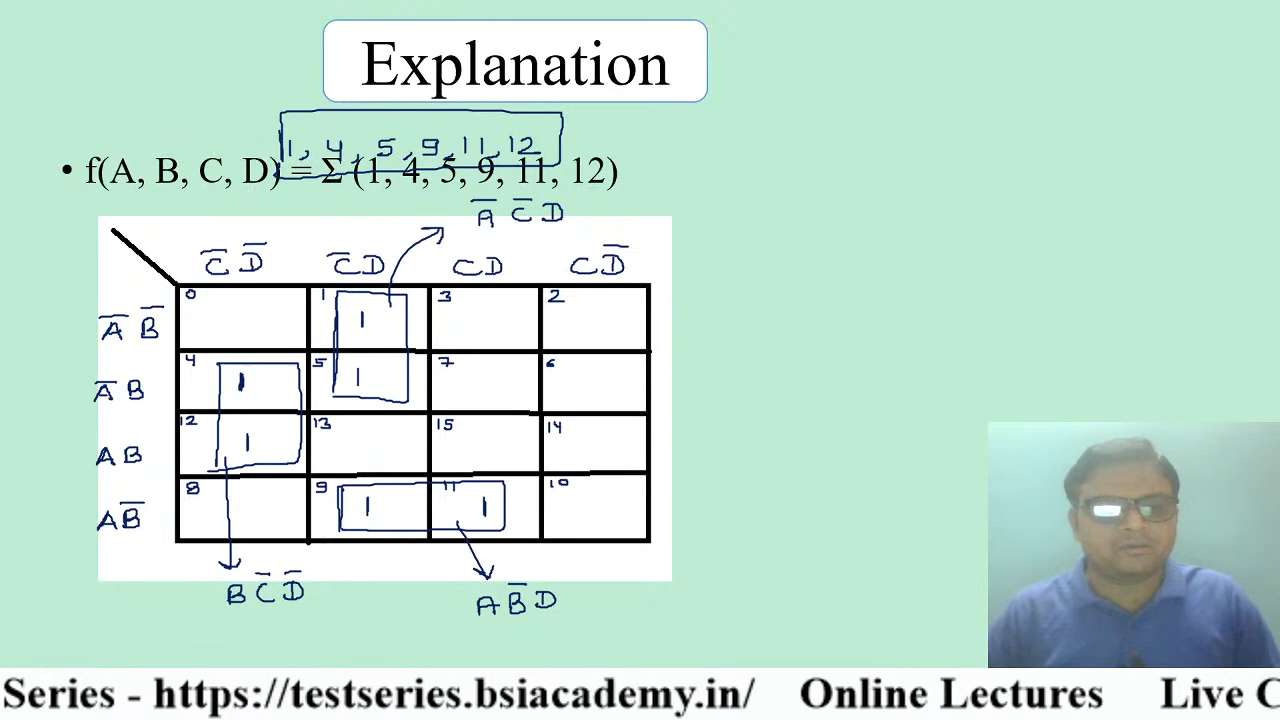 Explanation
1, 4, 5, 9, 11, 12
• f(A, B, C, D) = Σ (1, 4, 5, 9, 11, 12)
A̅ C̅ D
C̅ D̅ C̅ D C D C D̅
A̅ B̅ 0 1 1 3 2
A̅ B 4 1 5 1 7 6
A B 12 1 13 15 14
A B̅ 8 9 1 11 1 10
B C̅ D̅
A B̅ D
Series - https://testseries.bsiacademy.in/ Online Lectures Live C